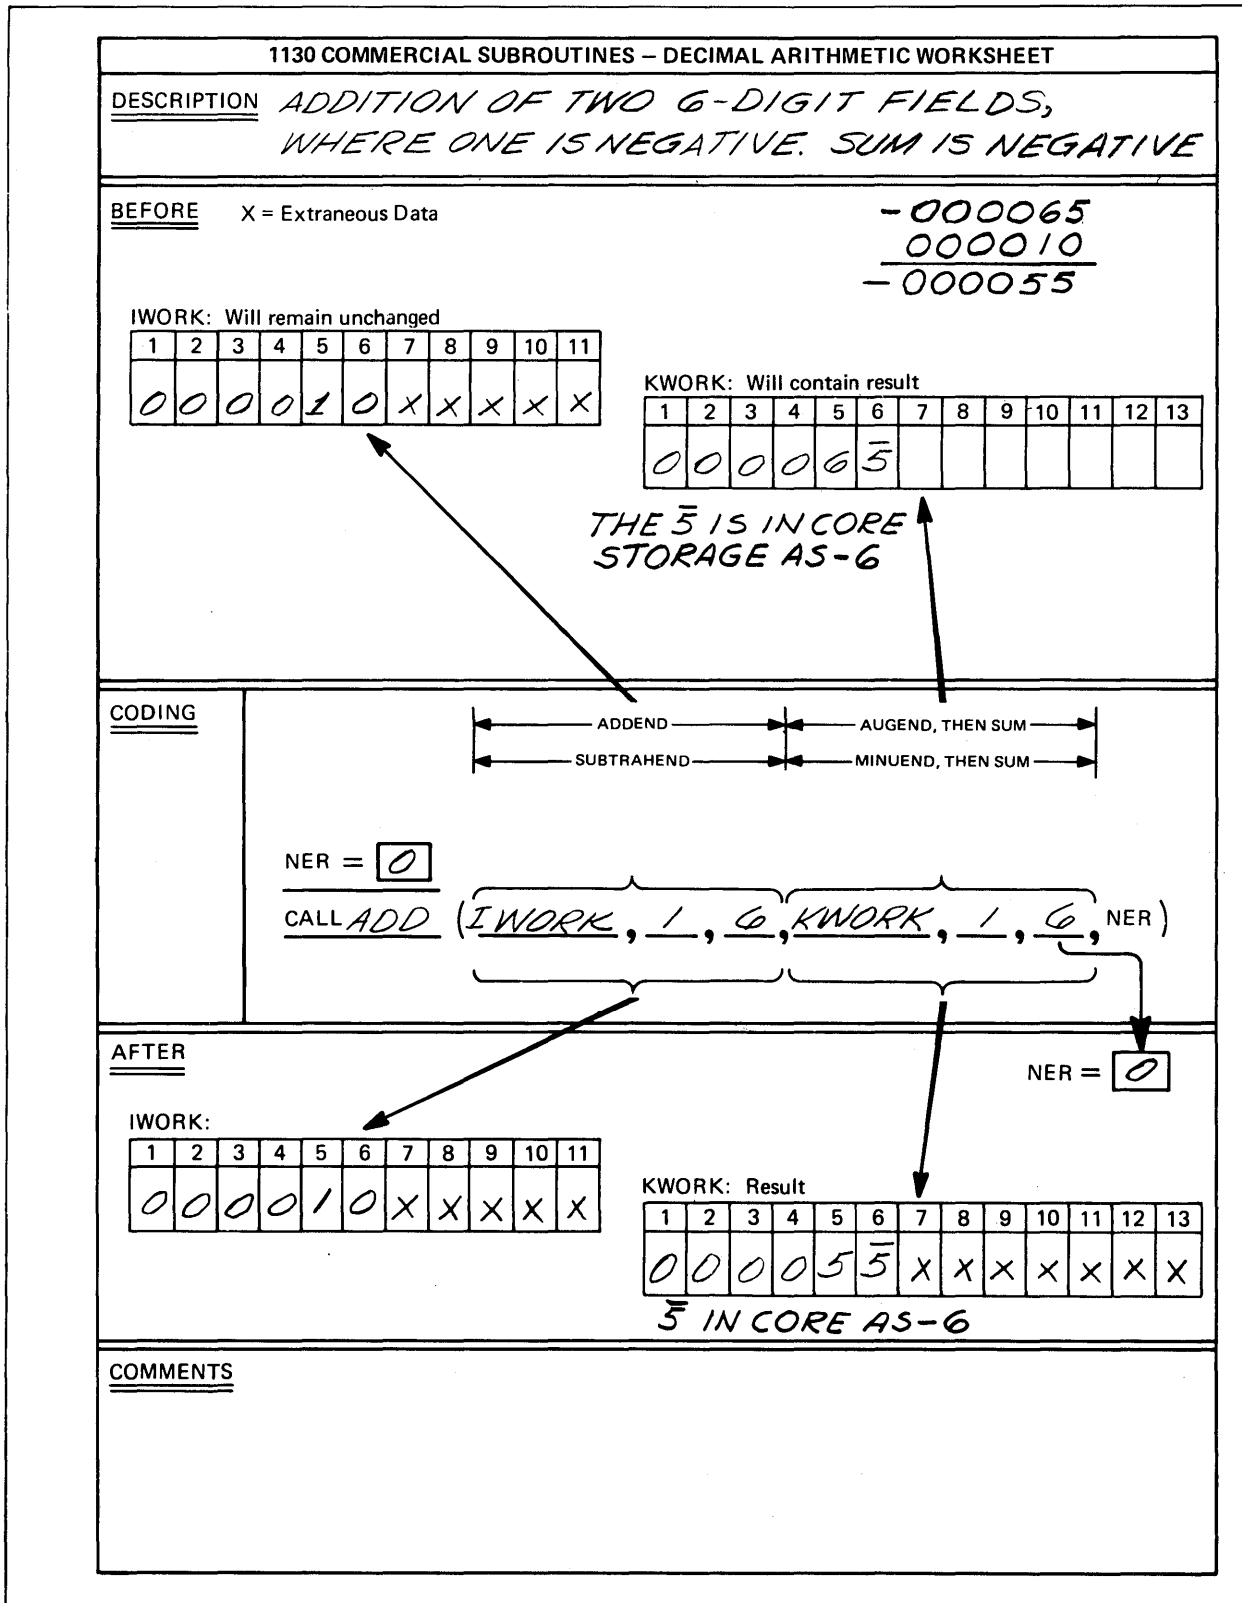 1130 COMMERCIAL SUBROUTINES – DECIMAL ARITHMETIC WORKSHEET
DESCRIPTION ADDITION OF TWO 6-DIGIT FIELDS,
WHERE ONE IS NEGATIVE. SUM IS NEGATIVE
BEFORE X = Extraneous Data
-000065
000010
-000055
IWORK: Will remain unchanged
1 2 3 4 5 6 7 8 9 10 11
0 0 0 0 1 0 X X X X X
KWORK: Will contain result
1 2 3 4 5 6 7 8 9 10 11 12 13
0 0 0 0 6 5̅
THE 5̅ IS IN CORE
STORAGE AS-6
CODING
ADDEND AUGEND, THEN SUM
SUBTRAHEND MINUEND, THEN SUM
NER = 0
CALL ADD (IWORK, 1, 6, KWORK, 1, 6, NER)
AFTER
NER = 0
IWORK:
1 2 3 4 5 6 7 8 9 10 11
0 0 0 0 1 0 X X X X X
KWORK: Result
1 2 3 4 5 6 7 8 9 10 11 12 13
0 0 0 0 5 5̅ X X X X X X X
5̅ IN CORE AS-6
COMMENTS